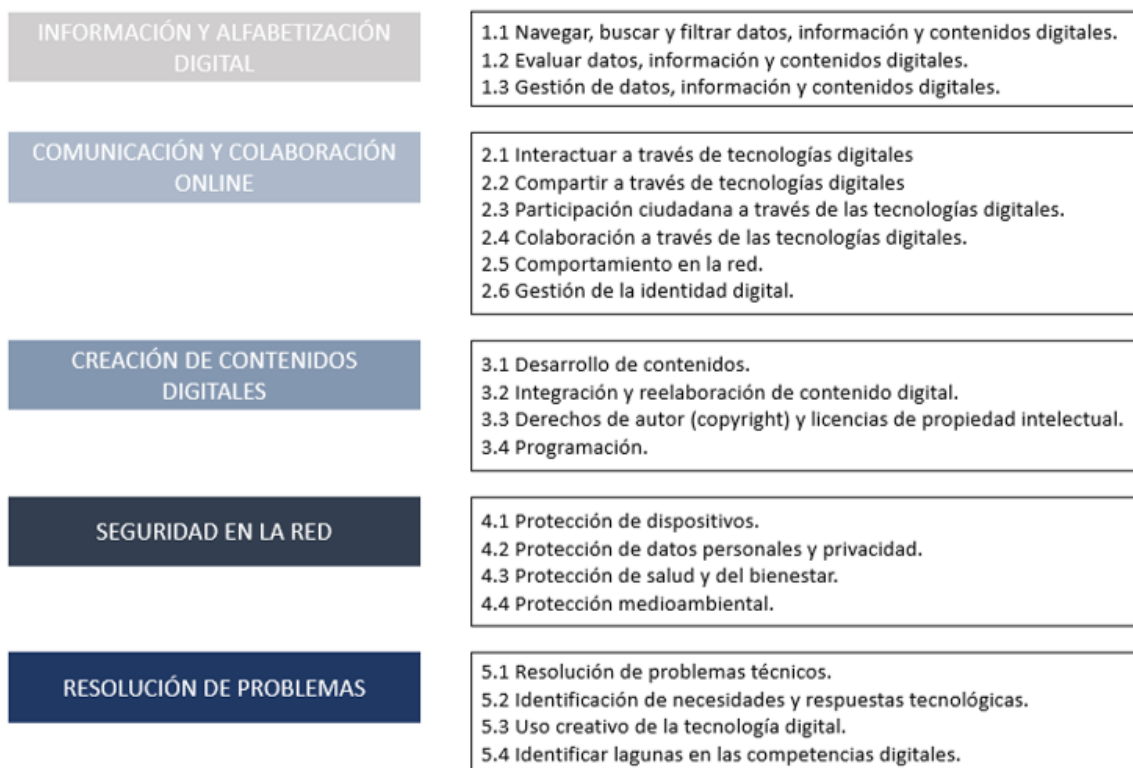 INFORMACIÓN Y ALFABETIZACIÓN
DIGITAL
1.1 Navegar, buscar y filtrar datos, información y contenidos digitales.
1.2 Evaluar datos, información y contenidos digitales.
1.3 Gestión de datos, información y contenidos digitales.
COMUNICACIÓN Y COLABORACIÓN
ONLINE
2.1 Interactuar a través de tecnologías digitales
2.2 Compartir a través de tecnologías digitales
2.3 Participación ciudadana a través de las tecnologías digitales.
2.4 Colaboración a través de las tecnologías digitales.
2.5 Comportamiento en la red.
2.6 Gestión de la identidad digital.
CREACIÓN DE CONTENIDOS
DIGITALES
3.1 Desarrollo de contenidos.
3.2 Integración y reelaboración de contenido digital.
3.3 Derechos de autor (copyright) y licencias de propiedad intelectual.
3.4 Programación.
SEGURIDAD EN LA RED
4.1 Protección de dispositivos.
4.2 Protección de datos personales y privacidad.
4.3 Protección de salud y del bienestar.
4.4 Protección medioambiental.
RESOLUCIÓN DE PROBLEMAS
5.1 Resolución de problemas técnicos.
5.2 Identificación de necesidades y respuestas tecnológicas.
5.3 Uso creativo de la tecnología digital.
5.4 Identificar lagunas en las competencias digitales.